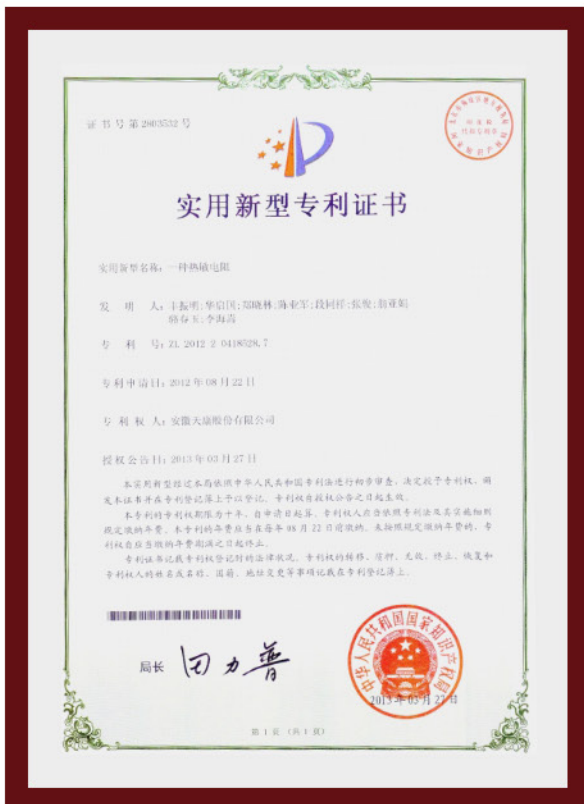 证书号第2803532号
实用新型专利证书
实用新型名称：一种热敏电阻
发 明 人：丰振明;华启国;郑晓林;陈业军;段同祥;张俊;翁亚娟
李海滔
专 利 号：ZL 2012 2 0418528.7
专利申请日：2012年08月22日
专 利 权 人：安徽天康股份有限公司
授权公告日：2013年03月27日
本实用新型经过本局依照中华人民共和国专利法进行初步审查，决定授予专利权，颁
发本证书并在专利登记簿上予以登记。专利权自授权公告之日起生效。
本专利的专利权期限为十年，自申请日起算。专利权人应当依照专利法及其实施细则
规定缴纳年费。本专利的年费应当在每年08月22日前缴纳。未按照规定缴纳年费的，专
利权自应当缴纳年费期满之日起终止。
专利证书记载专利权登记时的法律状况。专利权的转移、质押、无效、终止、恢复和
专利权人的姓名或名称、国籍、地址变更等事项记载在专利登记簿上。
局长 田力普
中华人民共和国国家知识产权局
2013年03月27日
第1页（共1页）